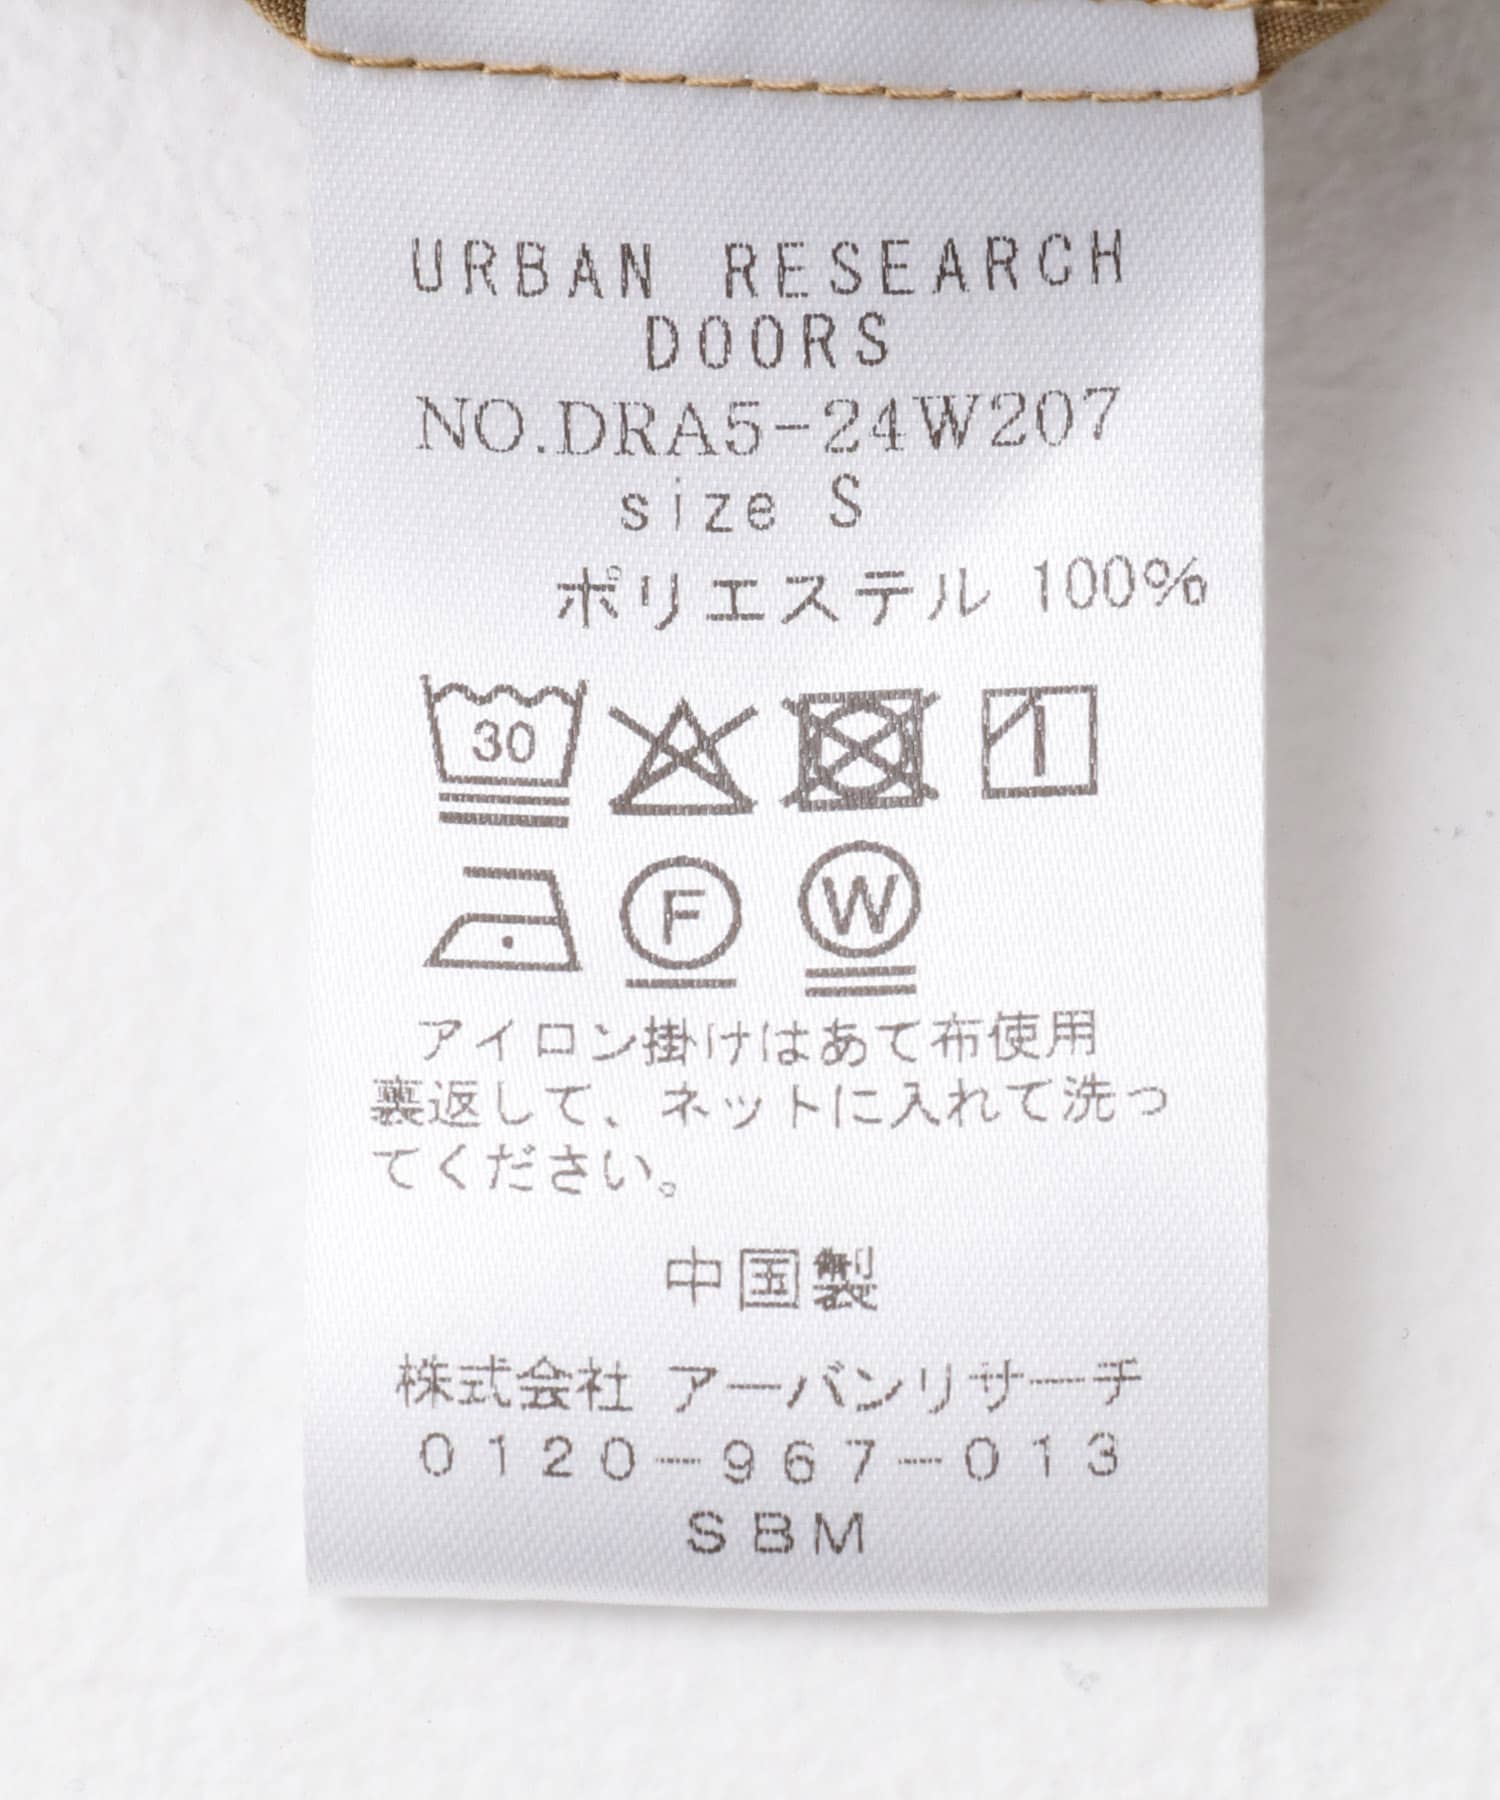 URBAN RESEARCH
DOORS
NO.DRA5-24W207
size S
ポリエステル 100%
30
F W
アイロン掛けはあて布使用
裏返して、ネットに入れて洗っ
てください。
中国製
株式会社 アーバンリサーチ
0120-967-013
SBM